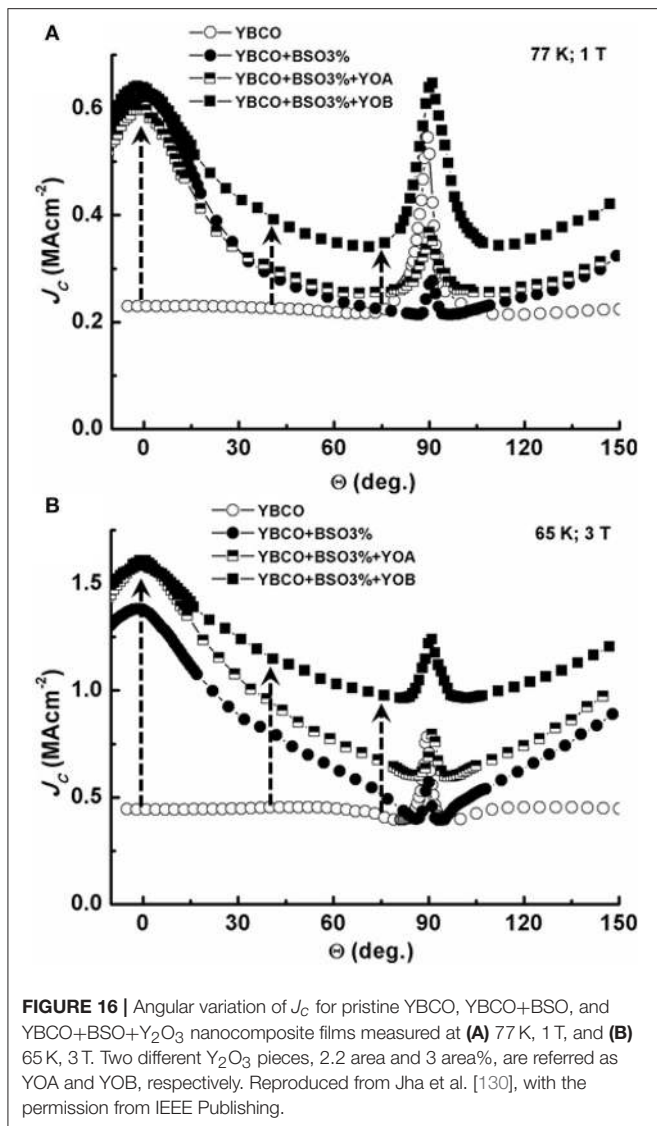 A
YBCO
YBCO+BSO3%
YBCO+BSO3%+YOA
YBCO+BSO3%+YOB
77 K; 1 T
0.6
0.4
0.2
0.0
Jc (MAcm-2)
0 30 60 90 120 150
Θ (deg.)
B
YBCO
YBCO+BSO3%
YBCO+BSO3%+YOA
YBCO+BSO3%+YOB
65 K; 3 T
1.5
1.0
0.5
0.0
Jc (MAcm-2)
0 30 60 90 120 150
Θ (deg.)
FIGURE 16 | Angular variation of Jc for pristine YBCO, YBCO+BSO, and
YBCO+BSO+Y2O3 nanocomposite films measured at (A) 77 K, 1 T, and (B)
65 K, 3 T. Two different Y2O3 pieces, 2.2 area and 3 area%, are referred as
YOA and YOB, respectively. Reproduced from Jha et al. [130], with the
permission from IEEE Publishing.